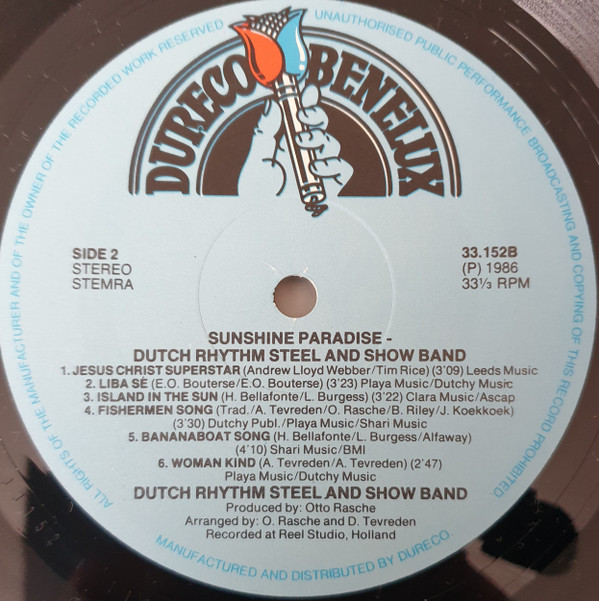 ALL RIGHTS OF THE MANUFACTURER AND OF THE OWNER OF THE RECORDED WORK RESERVED
UNAUTHORISED PUBLIC PERFORMANCE BROADCASTING AND COPYING OF THIS RECORD PROHIBITED.
DURECO BENELUX
EGA
SIDE 2
STEREO
STEMRA
33.152B
(P) 1986
33⅓ RPM
SUNSHINE PARADISE -
DUTCH RHYTHM STEEL AND SHOW BAND
1. JESUS CHRIST SUPERSTAR (Andrew Lloyd Webber/Tim Rice) (3'09) Leeds Music
2. LIBA SÉ (E.O. Bouterse/E.O. Bouterse) (3'23) Playa Music/Dutchy Music
3. ISLAND IN THE SUN (H. Bellafonte/L. Burgess) (3'22) Clara Music/Ascap
4. FISHERMEN SONG (Trad./A. Tevreden/O. Rasche/B. Riley/J. Koekkoek)
(3'30) Dutchy Publ./Playa Music/Shari Music
5. BANANABOAT SONG (H. Bellafonte/L. Burgess/Alfaway)
(4'10) Shari Music/BMI
6. WOMAN KIND (A. Tevreden/A. Tevreden) (2'47)
Playa Music/Dutchy Music
DUTCH RHYTHM STEEL AND SHOW BAND
Produced by: Otto Rasche
Arranged by: O. Rasche and D. Tevreden
Recorded at Reel Studio, Holland
MANUFACTURED AND DISTRIBUTED BY DURECO.